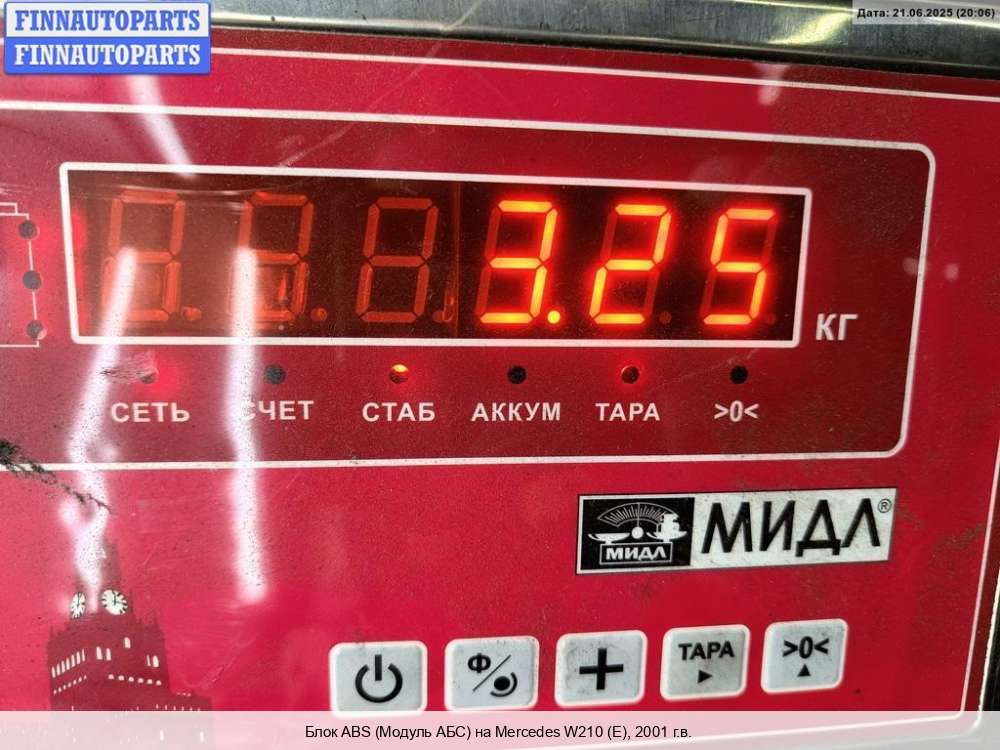 FINNAUTOPARTS
FINNAUTOPARTS
Дата: 21.06.2025 (20:06)
3.25
КГ
СЕТЬ СЧЕТ СТАБ АККУМ ТАРА >0<
МИДЛ МИДЛ®
Ф ТАРА >0<
Блок ABS (Модуль АБС) на Mercedes W210 (E), 2001 г.в.